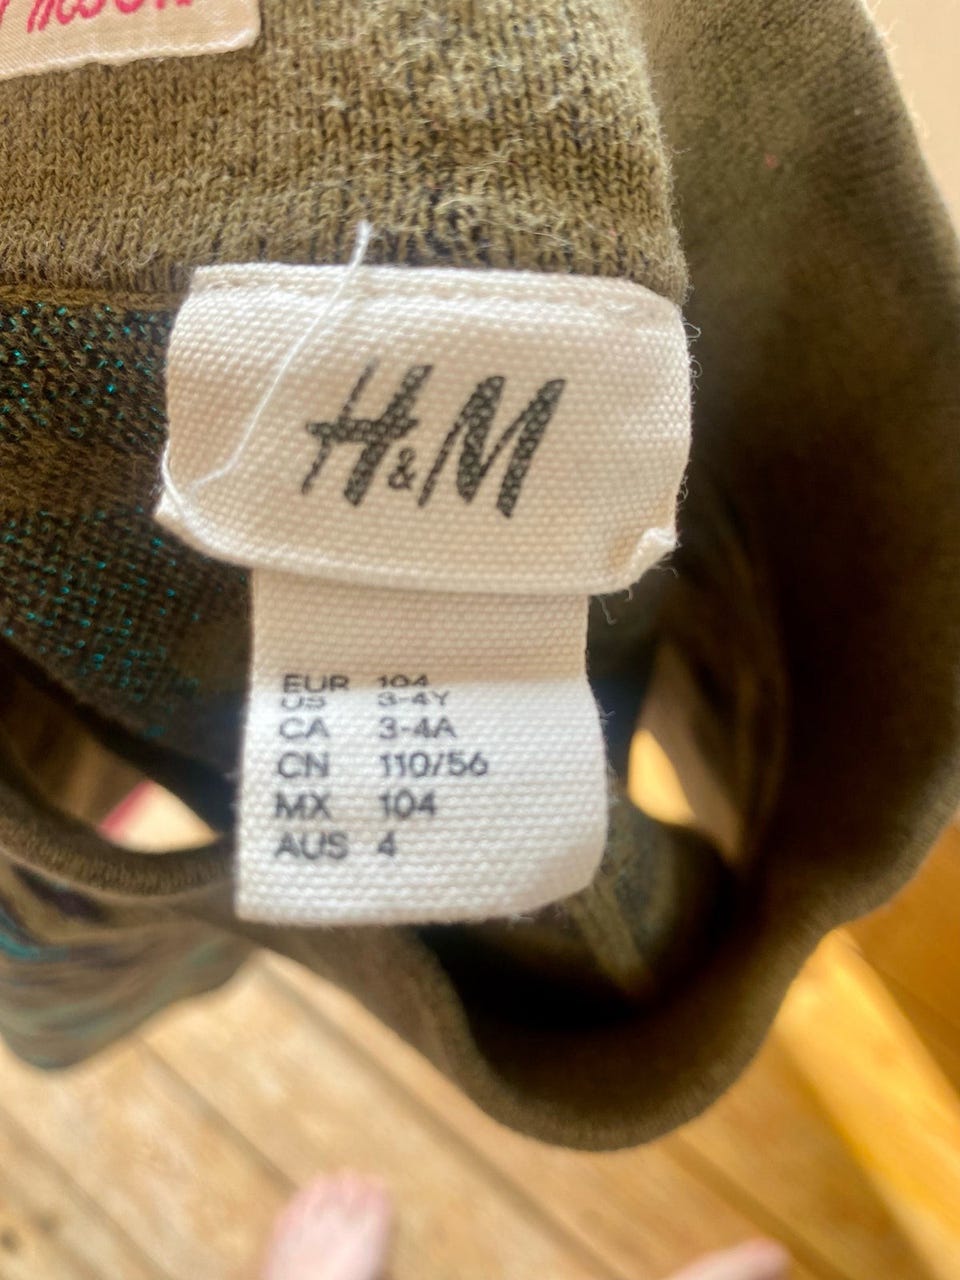 H&M
EUR 104
US 3-4Y
CA 3-4A
CN 110/56
MX 104
AUS 4